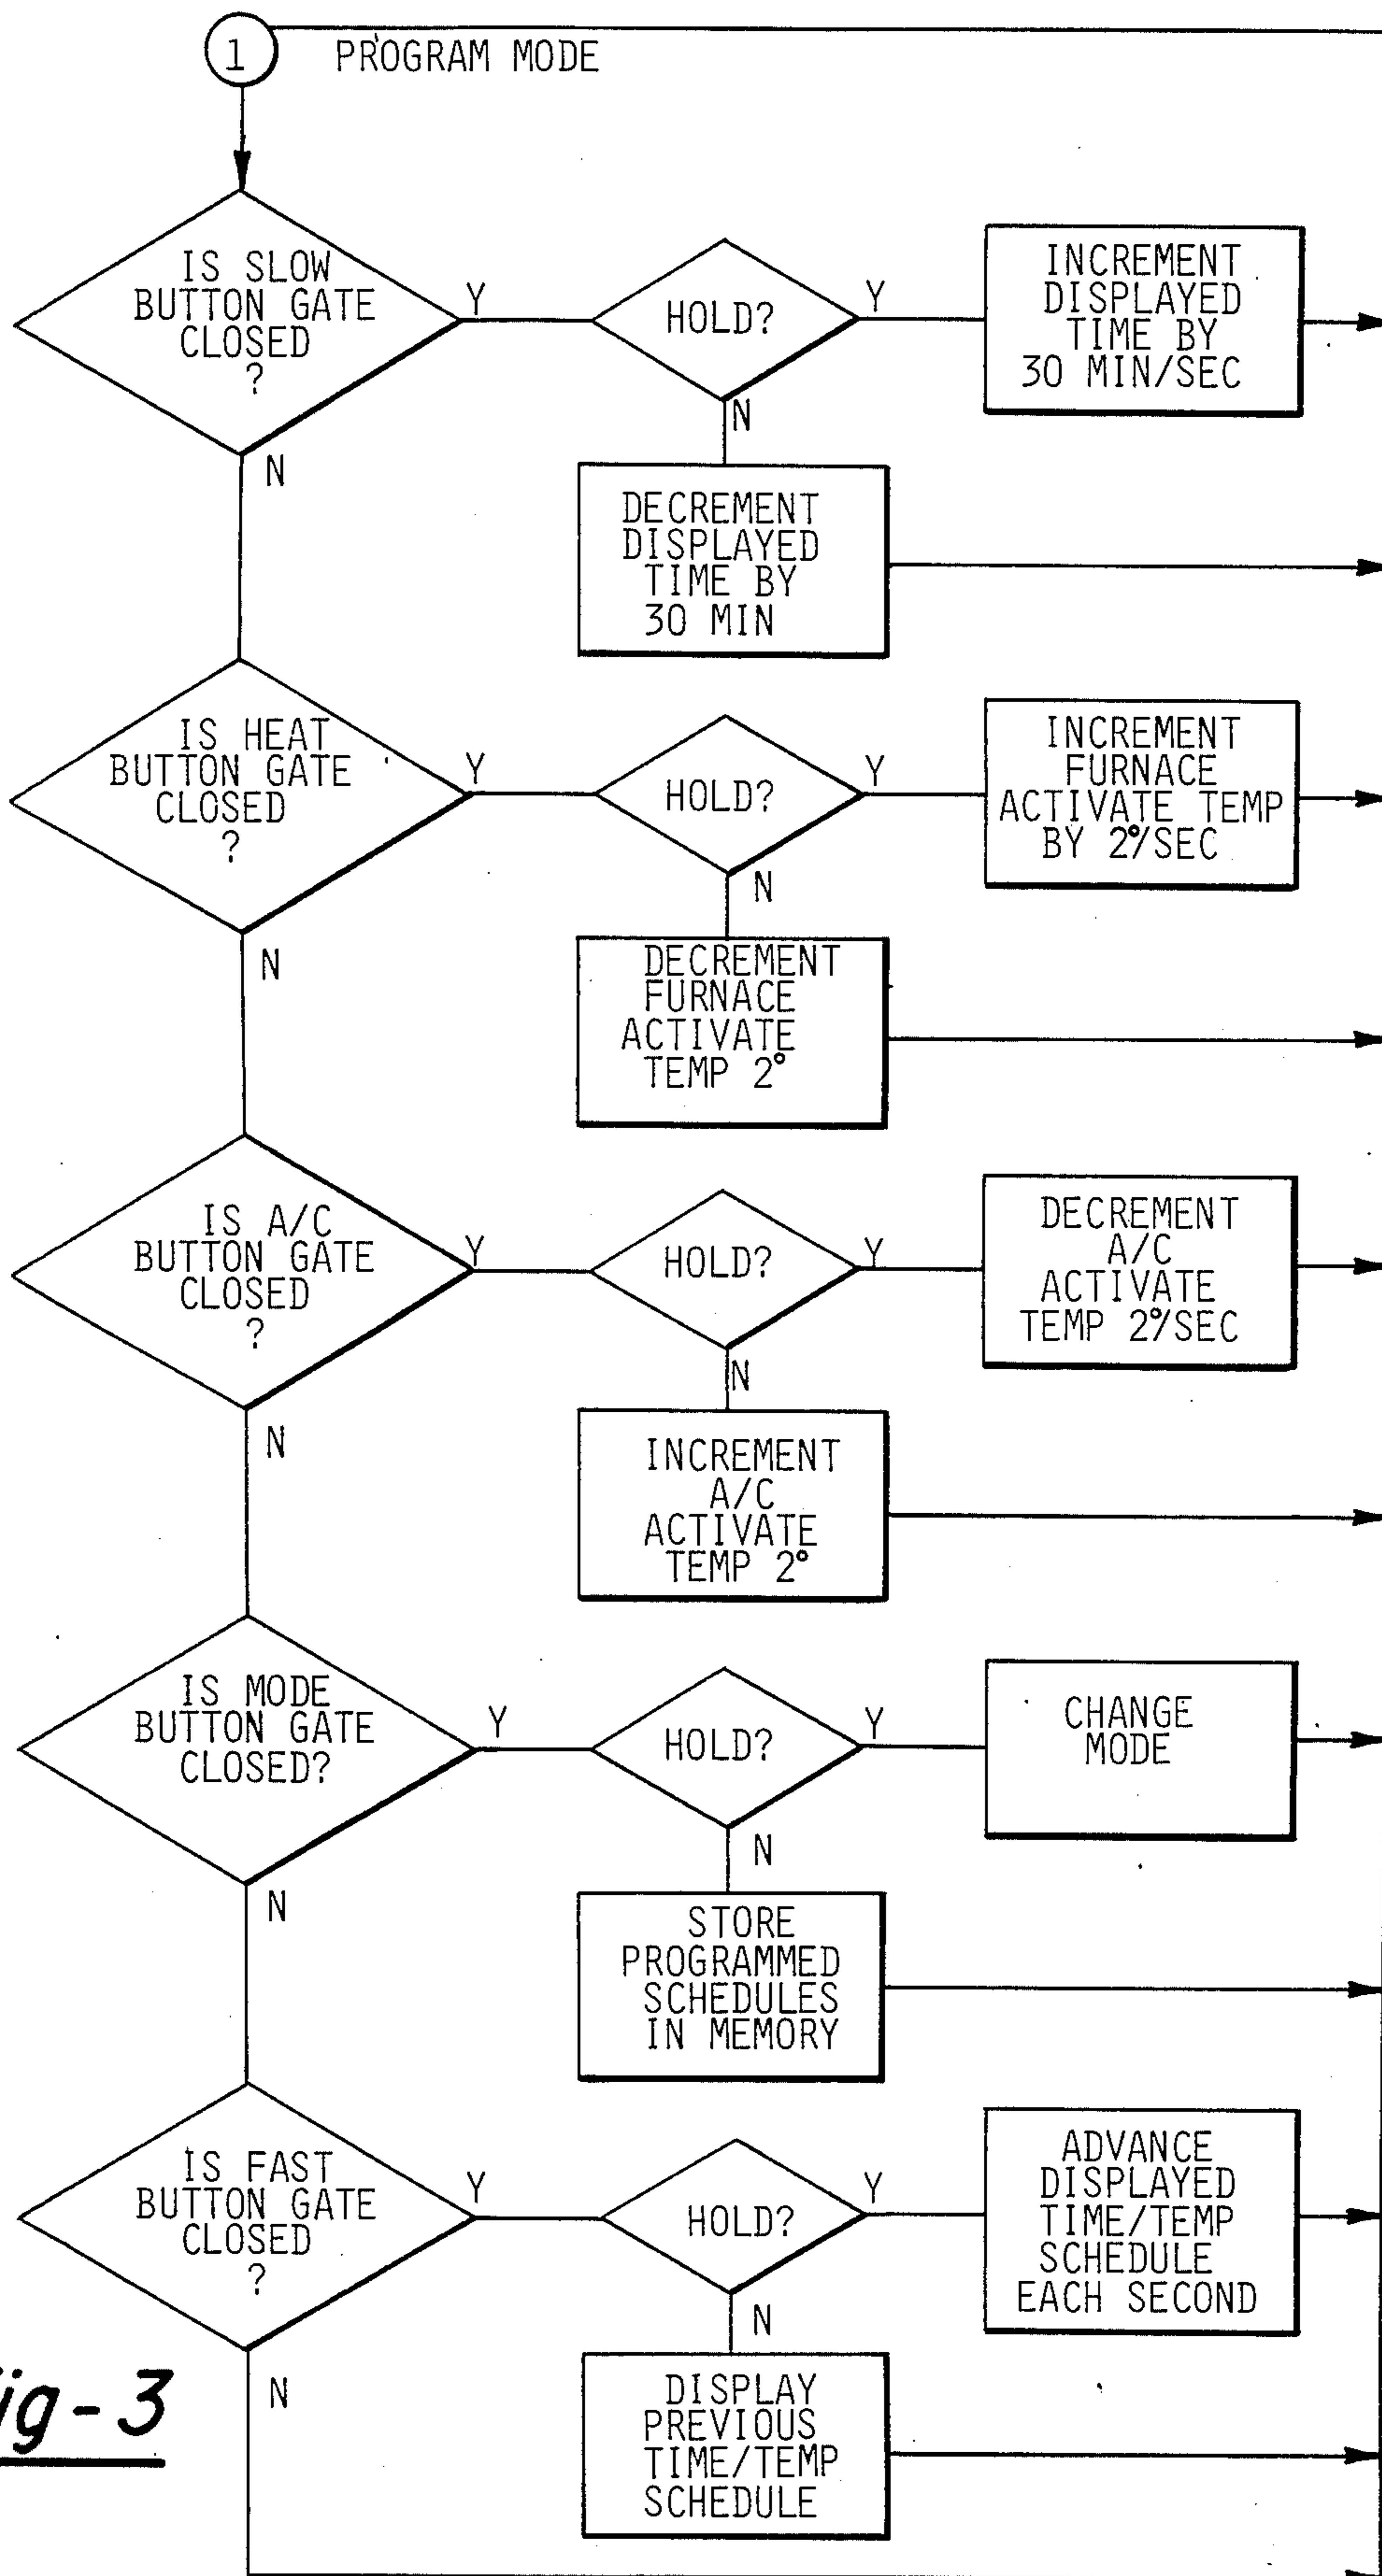 1 PROGRAM MODE
IS SLOW
BUTTON GATE
CLOSED
?
Y
HOLD?
Y
INCREMENT
DISPLAYED
TIME BY
30 MIN/SEC
N
N
DECREMENT
DISPLAYED
TIME BY
30 MIN
IS HEAT
BUTTON GATE
CLOSED
?
Y
HOLD?
Y
INCREMENT
FURNACE
ACTIVATE TEMP
BY 2°/SEC
N
N
DECREMENT
FURNACE
ACTIVATE
TEMP 2°
IS A/C
BUTTON GATE
CLOSED
?
Y
HOLD?
Y
DECREMENT
A/C
ACTIVATE
TEMP 2°/SEC
N
N
INCREMENT
A/C
ACTIVATE
TEMP 2°
IS MODE
BUTTON GATE
CLOSED?
Y
HOLD?
Y
CHANGE
MODE
N
N
STORE
PROGRAMMED
SCHEDULES
IN MEMORY
IS FAST
BUTTON GATE
CLOSED
?
Y
HOLD?
Y
ADVANCE
DISPLAYED
TIME/TEMP
SCHEDULE
EACH SECOND
N
N
DISPLAY
PREVIOUS
TIME/TEMP
SCHEDULE
ig-3